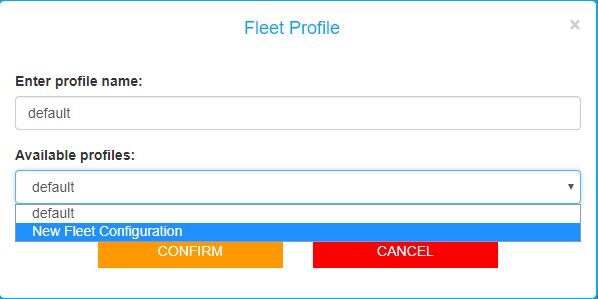 Fleet Profile
×
Enter profile name:
default
Available profiles:
default
default
New Fleet Configuration
CONFIRM CANCEL